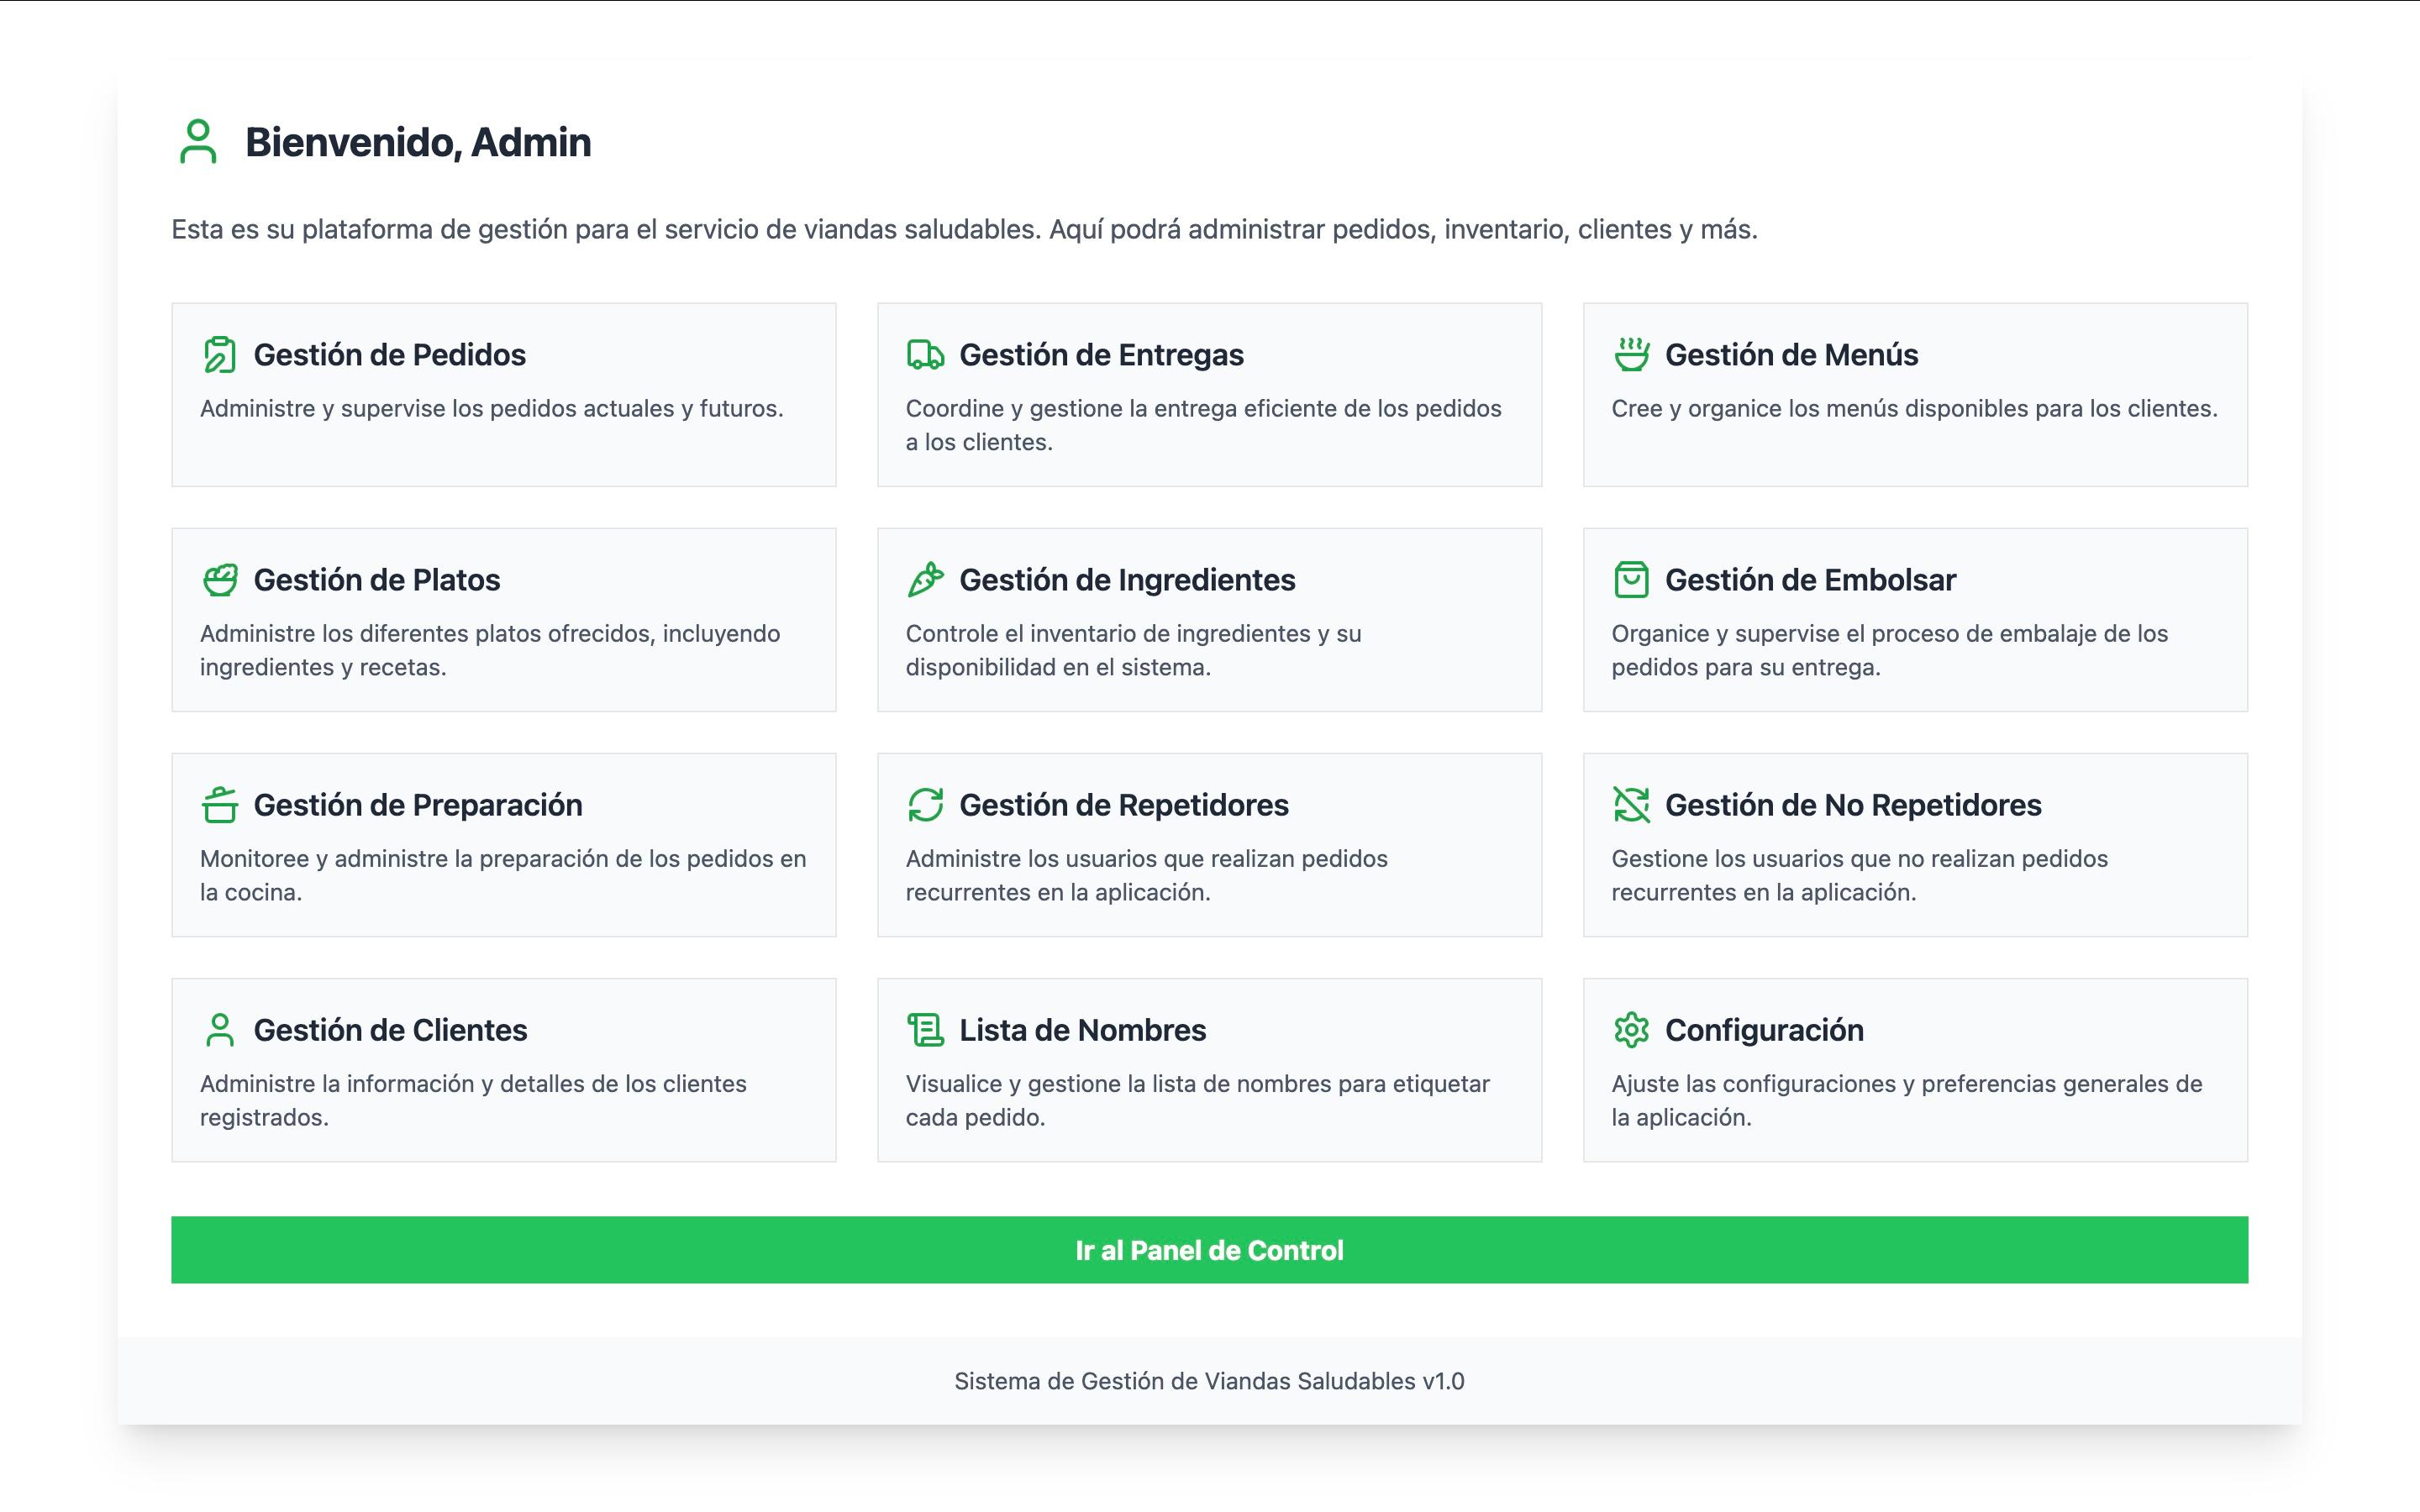 Bienvenido, Admin
Esta es su plataforma de gestión para el servicio de viandas saludables. Aquí podrá administrar pedidos, inventario, clientes y más.
Gestión de Pedidos
Administre y supervise los pedidos actuales y futuros.
Gestión de Entregas
Coordine y gestione la entrega eficiente de los pedidos
a los clientes.
Gestión de Menús
Cree y organice los menús disponibles para los clientes.
Gestión de Platos
Administre los diferentes platos ofrecidos, incluyendo
ingredientes y recetas.
Gestión de Ingredientes
Controle el inventario de ingredientes y su
disponibilidad en el sistema.
Gestión de Embolsar
Organice y supervise el proceso de embalaje de los
pedidos para su entrega.
Gestión de Preparación
Monitoree y administre la preparación de los pedidos en
la cocina.
Gestión de Repetidores
Administre los usuarios que realizan pedidos
recurrentes en la aplicación.
Gestión de No Repetidores
Gestione los usuarios que no realizan pedidos
recurrentes en la aplicación.
Gestión de Clientes
Administre la información y detalles de los clientes
registrados.
Lista de Nombres
Visualice y gestione la lista de nombres para etiquetar
cada pedido.
Configuración
Ajuste las configuraciones y preferencias generales de
la aplicación.
Ir al Panel de Control
Sistema de Gestión de Viandas Saludables v1.0